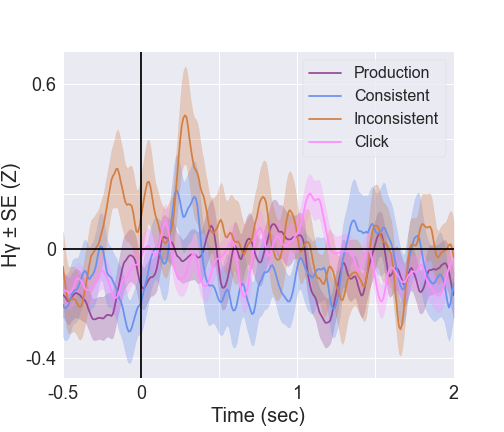 Production
Consistent
Inconsistent
Click
Hγ ± SE (Z)
0.6
0
-0.4
-0.5 0 1 2
Time (sec)